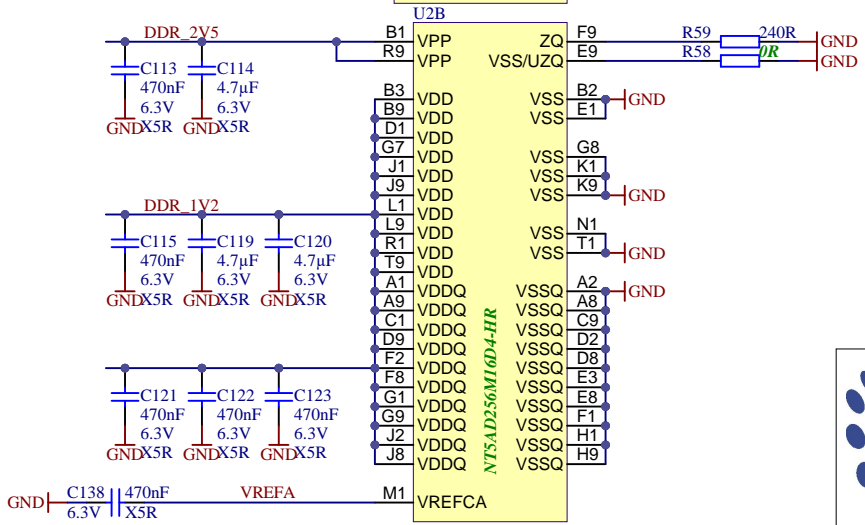 U2B
DDR_2V5 B1 VPP ZQ F9 R59 240R GND
R9 VPP VSS/UZQ E9 R58 0R GND
C113 C114
470nF 4.7µF
6.3V 6.3V
GND X5R GND X5R
B3 VDD VSS B2 GND
B9 VDD VSS E1
D1 VDD
G7 VDD VSS G8
J1 VDD VSS K1
J9 VDD VSS K9 GND
DDR_1V2 L1 VDD
L9 VDD VSS N1
R1 VDD VSS T1 GND
T9 VDD
C115 C119 C120
470nF 4.7µF 4.7µF
6.3V 6.3V 6.3V
GND X5R GND X5R GND X5R
A1 VDDQ VSSQ A2 GND
A9 VDDQ VSSQ A8
C1 VDDQ VSSQ C9
D9 VDDQ VSSQ D2
F2 VDDQ VSSQ D8
F8 VDDQ VSSQ E3
G1 VDDQ VSSQ E8
G9 VDDQ VSSQ F1
J2 VDDQ VSSQ H1
J8 VDDQ VSSQ H9
NT5AD256M16D4-HR
C121 C122 C123
470nF 470nF 470nF
6.3V 6.3V 6.3V
GND X5R GND X5R GND X5R
GND C138 470nF VREFA M1 VREFCA
6.3V X5R